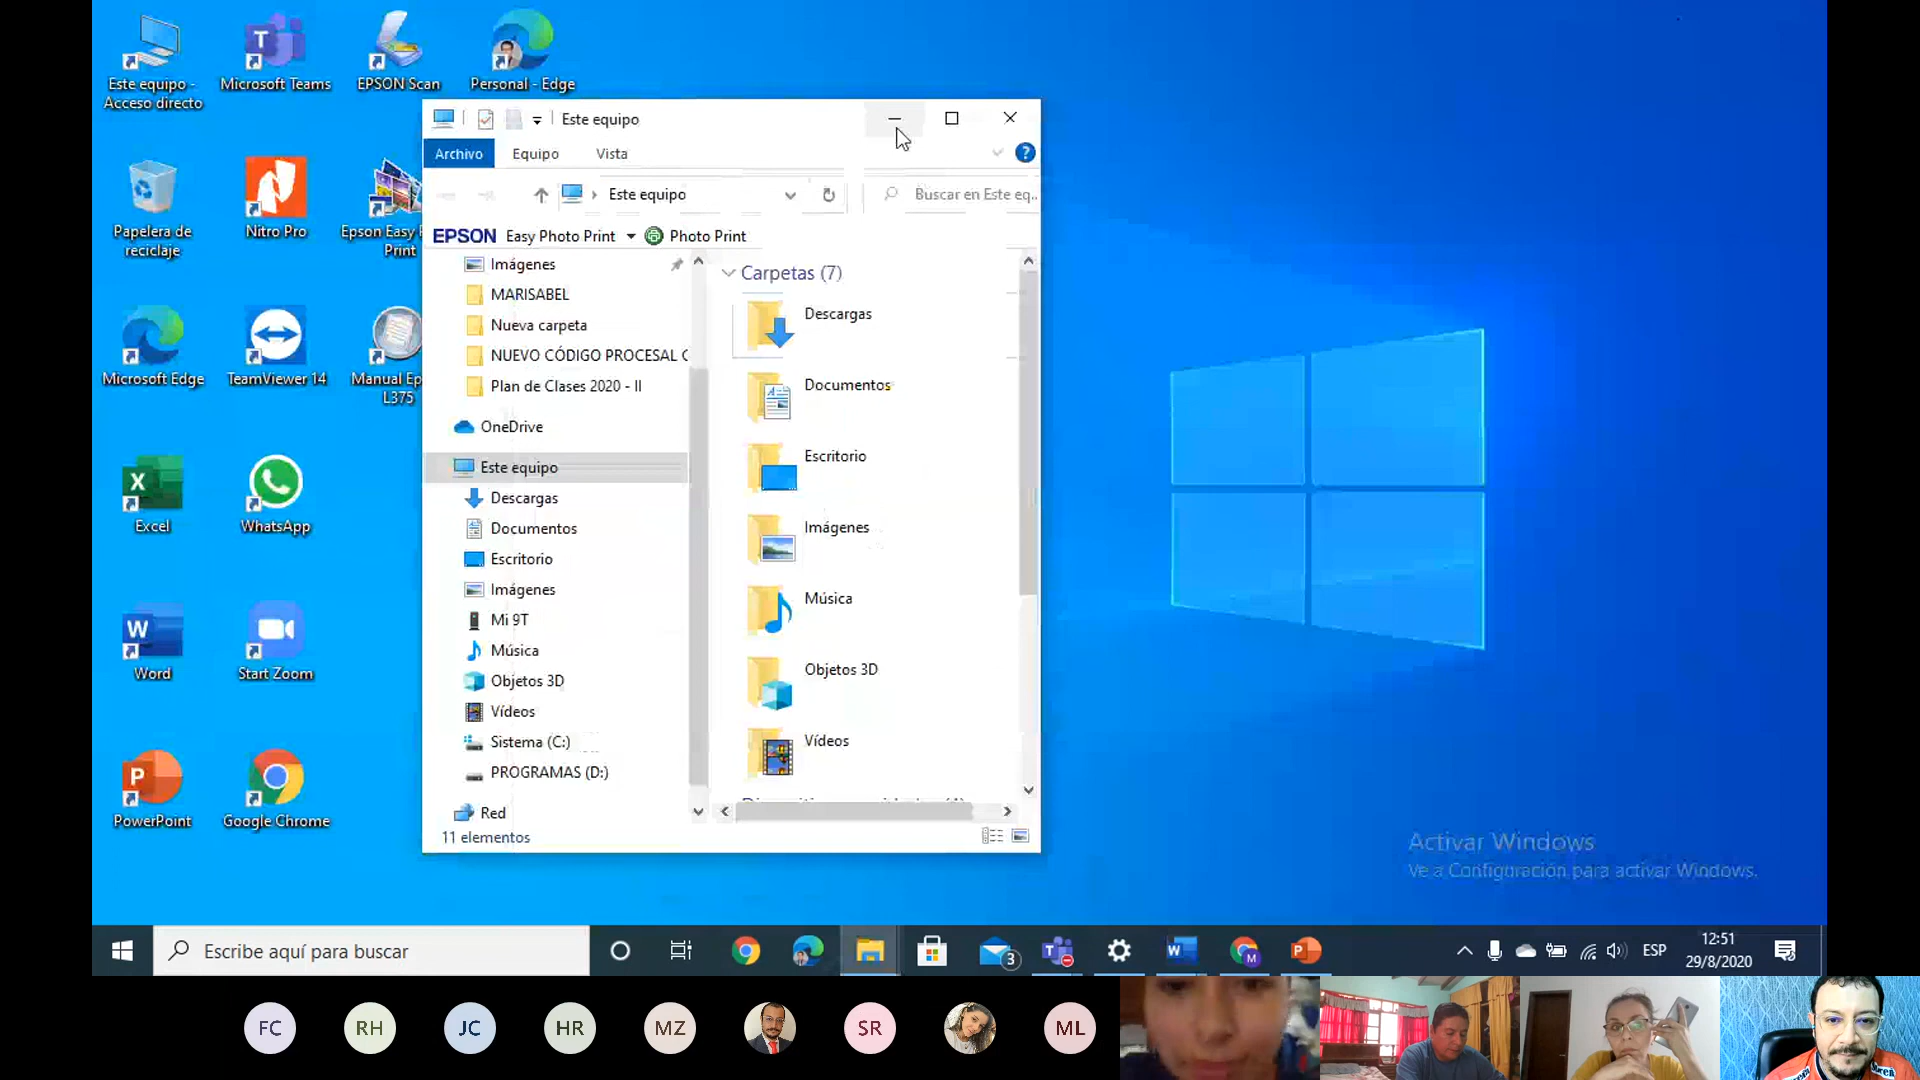 Este equipo -
Acceso directo
Microsoft Teams
EPSON Scan
Personal - Edge
Papelera de
reciclaje
Nitro Pro
Epson Easy
Print
Microsoft Edge
TeamViewer 14
Manual Ep
L375
Excel
WhatsApp
Word
Start Zoom
PowerPoint
Google Chrome
Este equipo
Archivo
Equipo
Vista
Este equipo
Buscar en Este eq...
EPSON
Easy Photo Print
Photo Print
Imágenes
MARISABEL
Nueva carpeta
NUEVO CÓDIGO PROCESAL C
Plan de Clases 2020 - II
OneDrive
Este equipo
Descargas
Documentos
Escritorio
Imágenes
Mi 9T
Música
Objetos 3D
Vídeos
Sistema (C:)
PROGRAMAS (D:)
Red
Carpetas (7)
Descargas
Documentos
Escritorio
Imágenes
Música
Objetos 3D
Vídeos
11 elementos
Activar Windows
Ve a Configuración para activar Windows.
Escribe aquí para buscar
3
M
ESP
12:51
29/8/2020
FC
RH
JC
HR
MZ
SR
ML